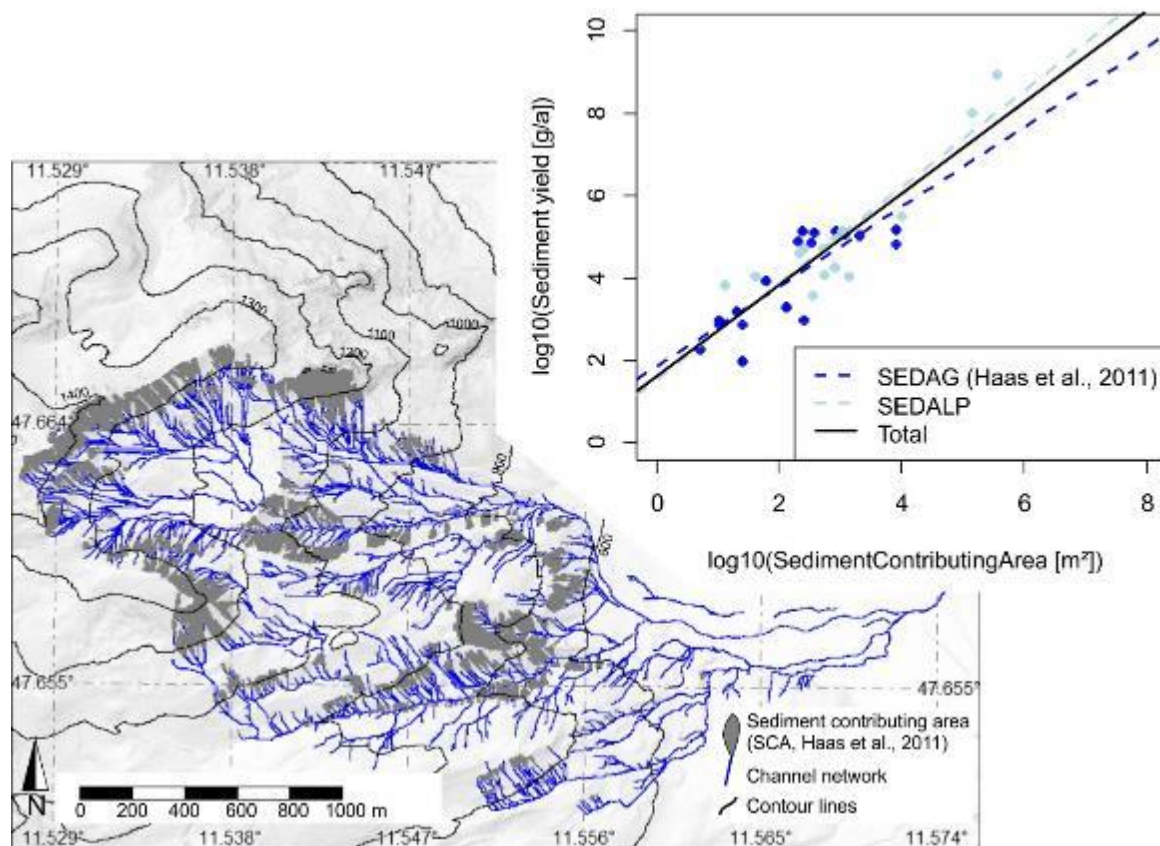 10
8
6
4
2
0
log10(Sediment yield [g/a])
SEDAG (Haas et al., 2011)
SEDALP
Total
0 2 4 6 8
log10(SedimentContributingArea [m²])
11.529° 11.538° 11.547°
1300
1100
1000
1200
1400
47.664°
900
47.655° 47.655°
Sediment contributing area
(SCA, Haas et al., 2011)
Channel network
Contour lines
N
0 200 400 600 800 1000 m
11.529° 11.538° 11.547° 11.556° 11.565° 11.574°